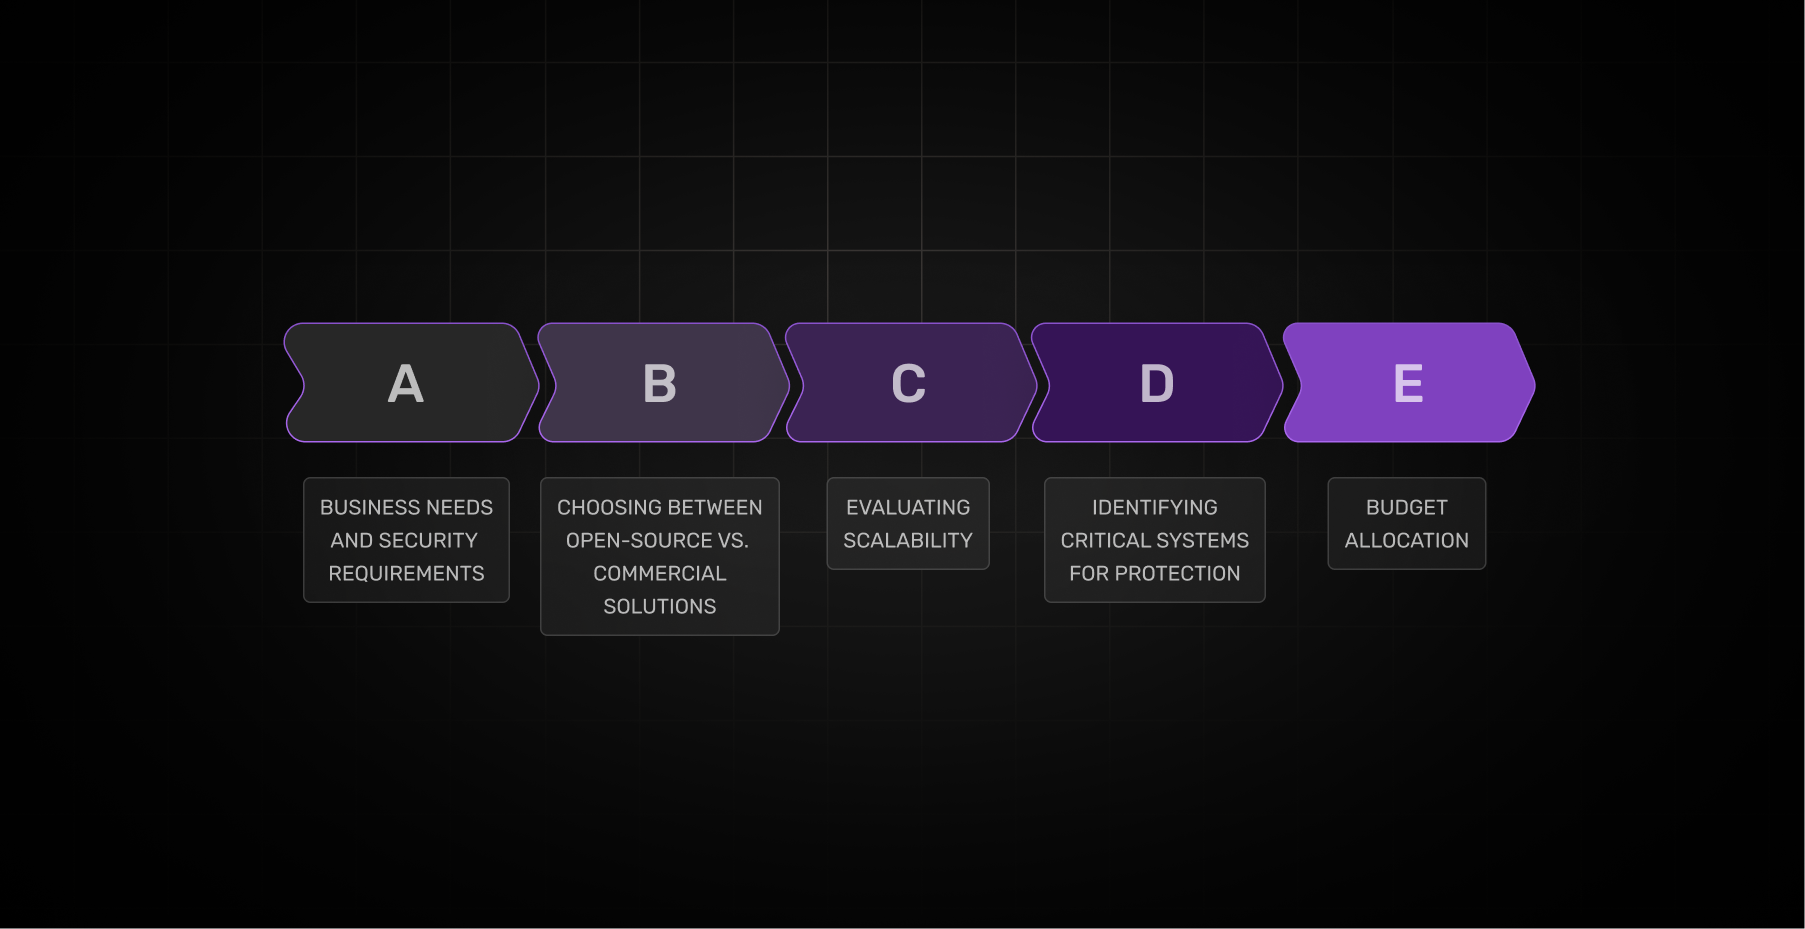 A
B
C
D
E
BUSINESS NEEDS
AND SECURITY
REQUIREMENTS
CHOOSING BETWEEN
OPEN-SOURCE VS.
COMMERCIAL
SOLUTIONS
EVALUATING
SCALABILITY
IDENTIFYING
CRITICAL SYSTEMS
FOR PROTECTION
BUDGET
ALLOCATION